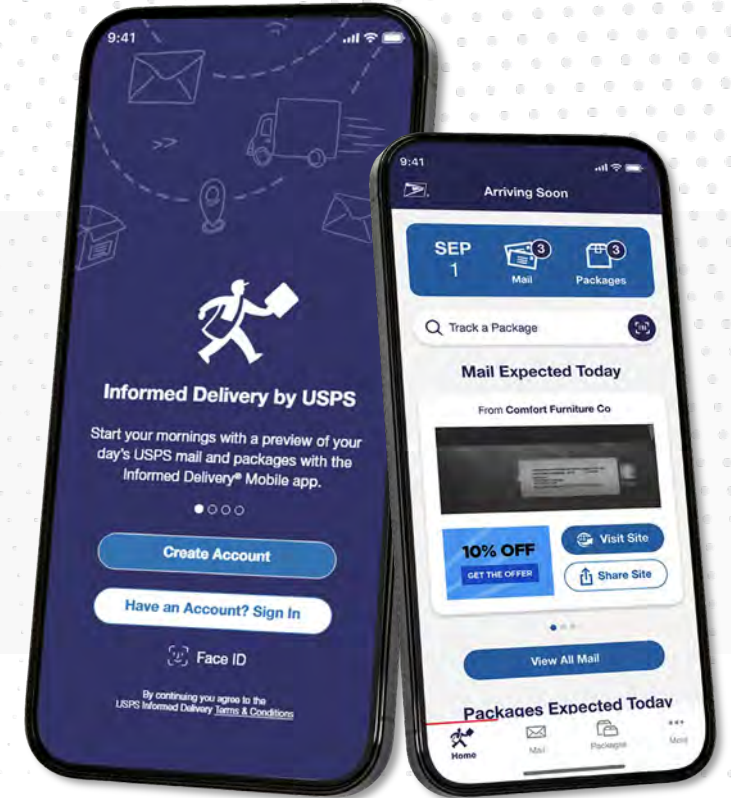 9:41
Informed Delivery by USPS
Start your mornings with a preview of your
day's USPS mail and packages with the
Informed Delivery® Mobile app.
Create Account
Have an Account? Sign In
Face ID
By continuing you agree to the
USPS Informed Delivery Terms & Conditions
9:41
Arriving Soon
SEP
1
3
Mail
3
Packages
Track a Package
Mail Expected Today
From Comfort Furniture Co
10% OFF
GET THE OFFER
Visit Site
Share Site
View All Mail
Packages Expected Today
Home
Mail
Packages
More